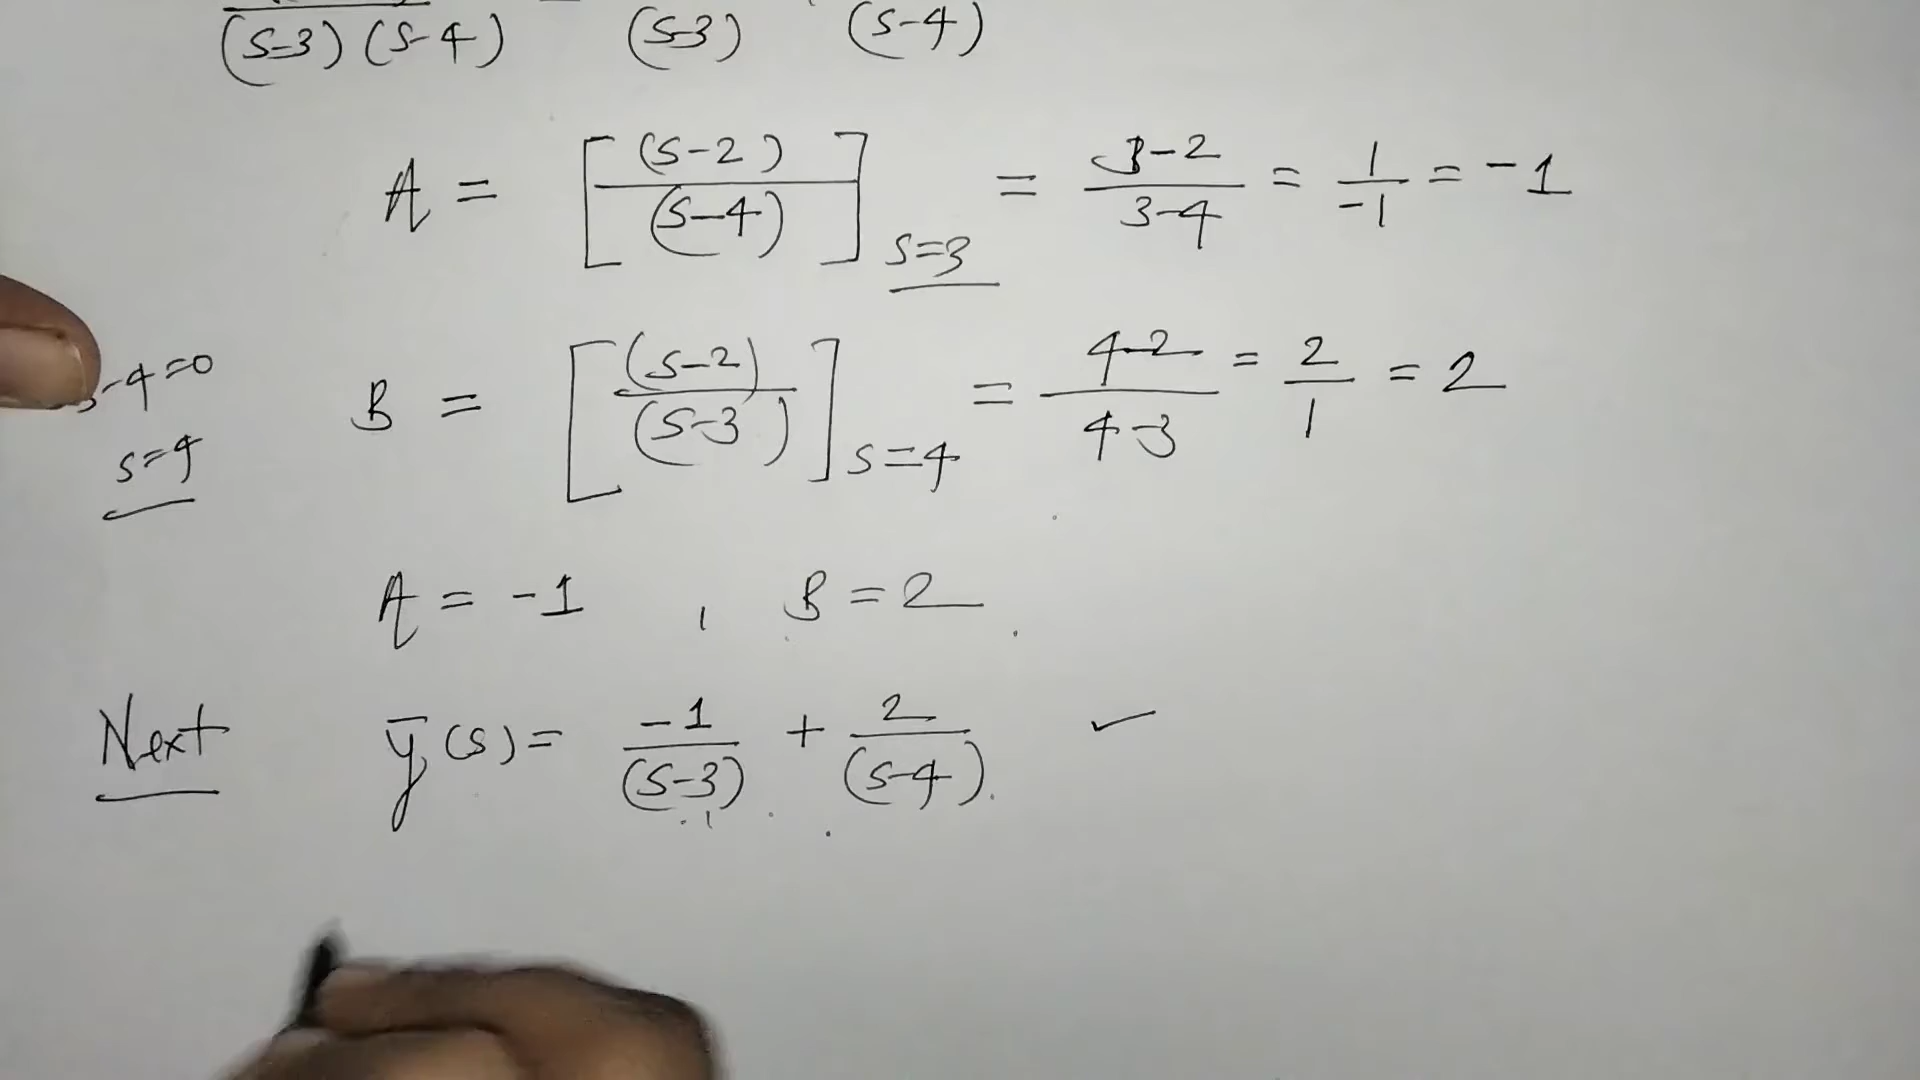 (s-3)(s-4) = (s-3) (s-4)
A = [(s-2)/(s-4)] s=3 = 3-2/3-4 = 1/-1 = -1
-4=0
s=4
B = [(s-2)/(s-3)] s=4 = 4-2/4-3 = 2/1 = 2
A = -1 , B = 2
Next ȳ(s) = -1/(s-3) + 2/(s-4) ✓